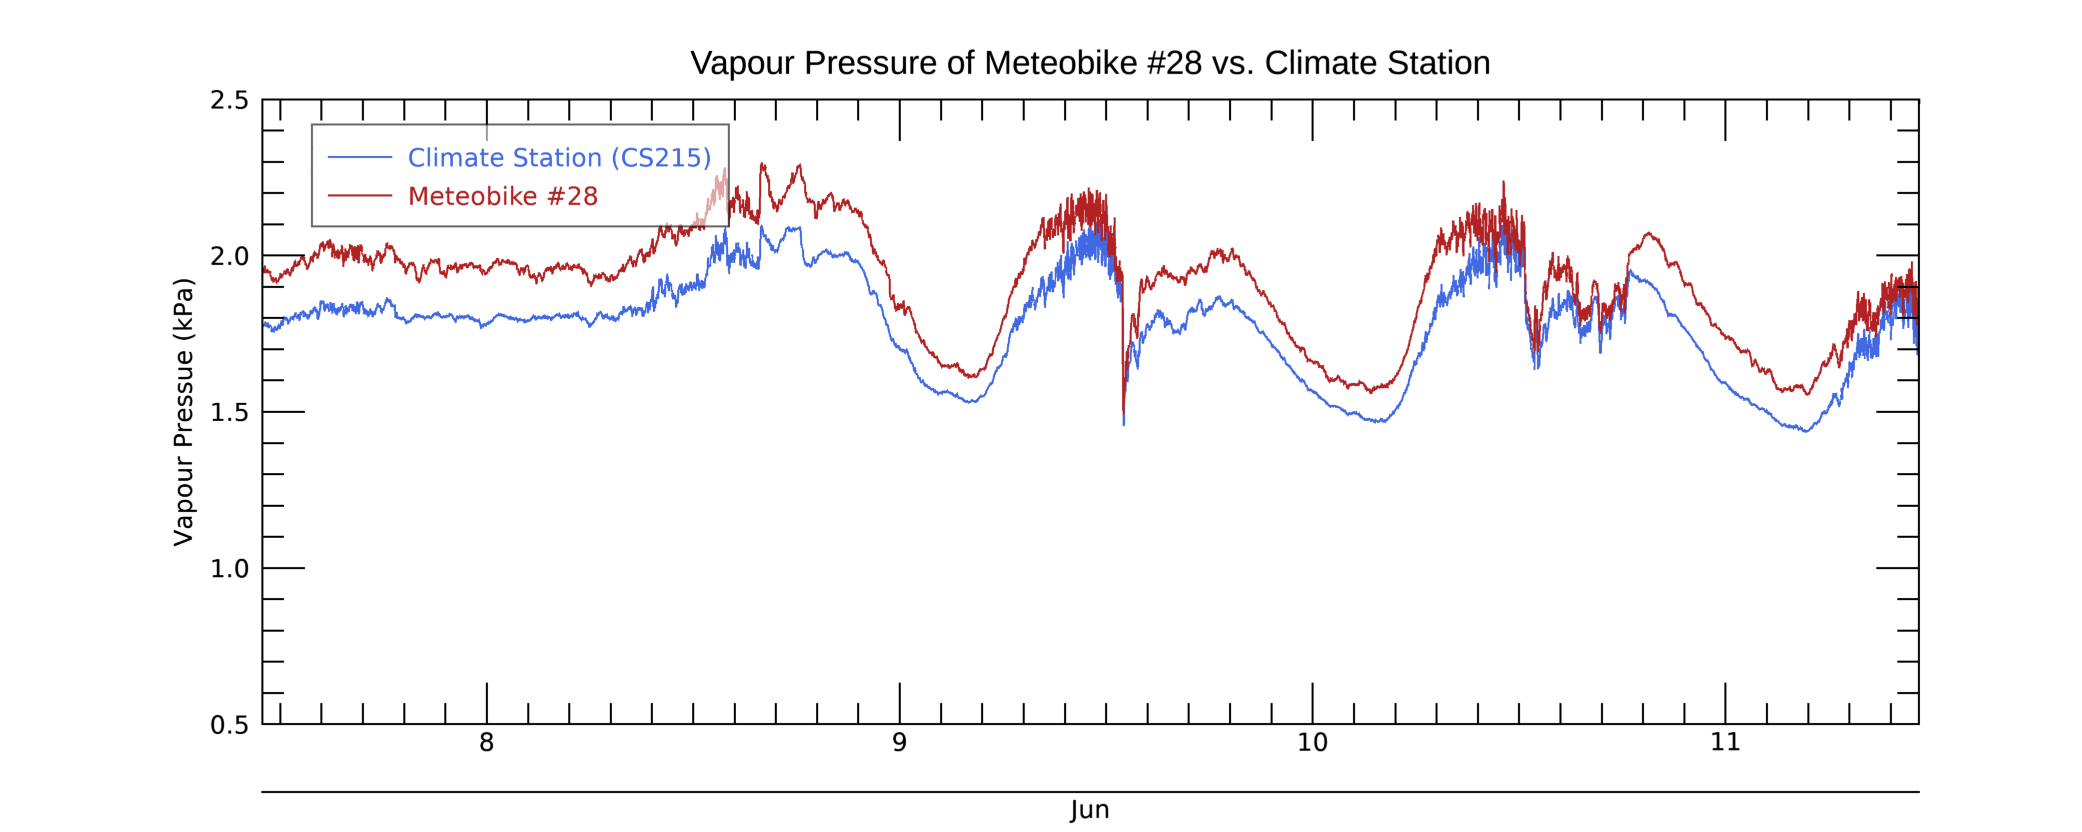 Vapour Pressure of Meteobike #28 vs. Climate Station
2.5
Climate Station (CS215)
Meteobike #28
2.0
Vapour Pressue (kPa)
1.5
1.0
0.5
8 9 10 11
Jun